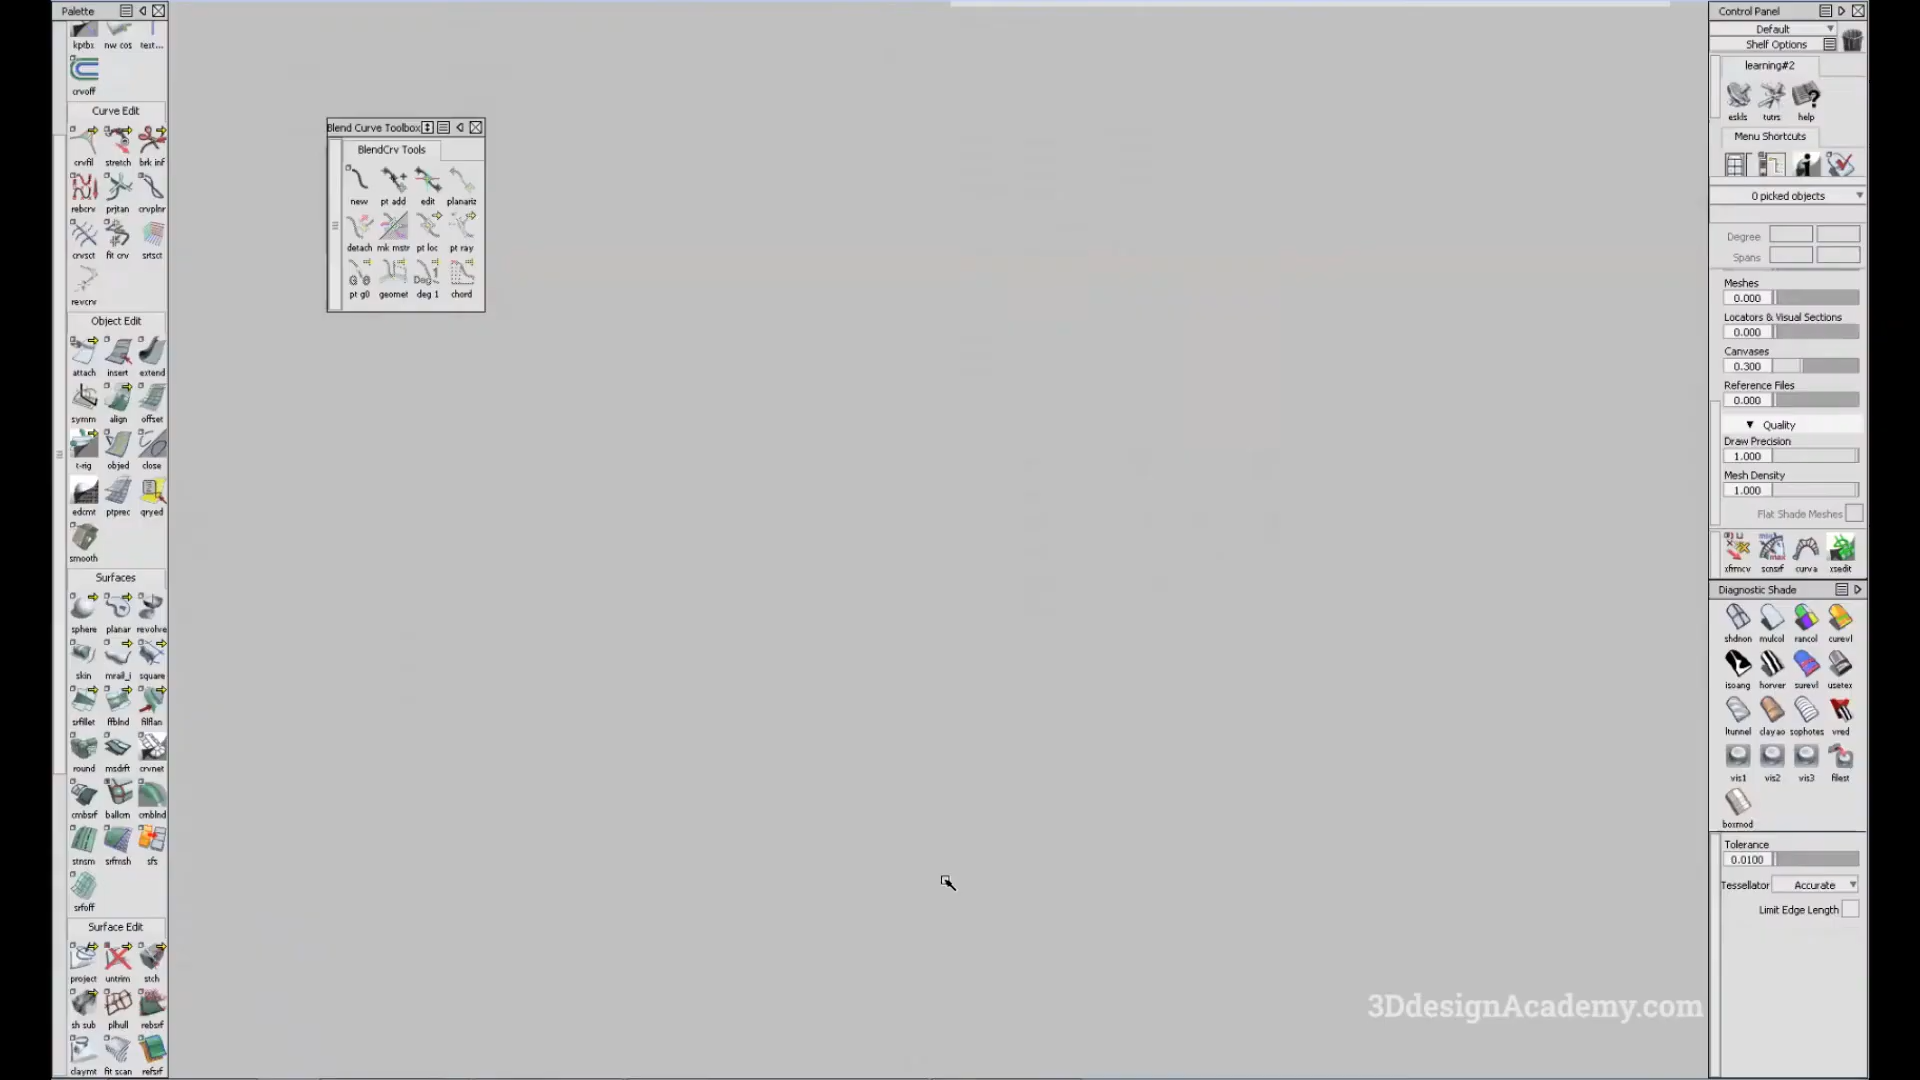 Palette
kptbx nw cos text...
crvoff
Curve Edit
crvfil stretch brk inf
rebcrv prjtan crvplnr
crvsct fit crv srtsct
revcrv
Object Edit
attach insert extend
symm align offset
t-rig objed close
edcmt ptprec qryed
smooth
Surfaces
sphere planar revolve
skin mrail_i square
srfillet ffblnd filflan
round msdrft crvnet
cmbsrf ballcrn cmblnd
stnsm srfmsh sfs
srfoff
Surface Edit
project untrim stch
sh sub plhull rebsrf
claymt fit scan refsrf
Blend Curve Toolbox
BlendCrv Tools
new pt add edit planariz
detach mk mstr pt loc pt ray
pt g0 geomet deg 1 chord
Control Panel
Default
Shelf Options
learning#2
eskls tutrs help
Menu Shortcuts
0 picked objects
Degree
Spans
Meshes
0.000
Locators & Visual Sections
0.000
Canvases
0.300
Reference Files
0.000
Quality
Draw Precision
1.000
Mesh Density
1.000
Flat Shade Meshes
xfrmcv scnsrf curva xsedit
Diagnostic Shade
shdnon mulcol rancol curevl
isoang horver surevl usetex
ltunnel clayao sophotes vred
vis1 vis2 vis3 filest
boxmod
Tolerance
0.0100
Tessellator Accurate
Limit Edge Length
3DdesignAcademy.com